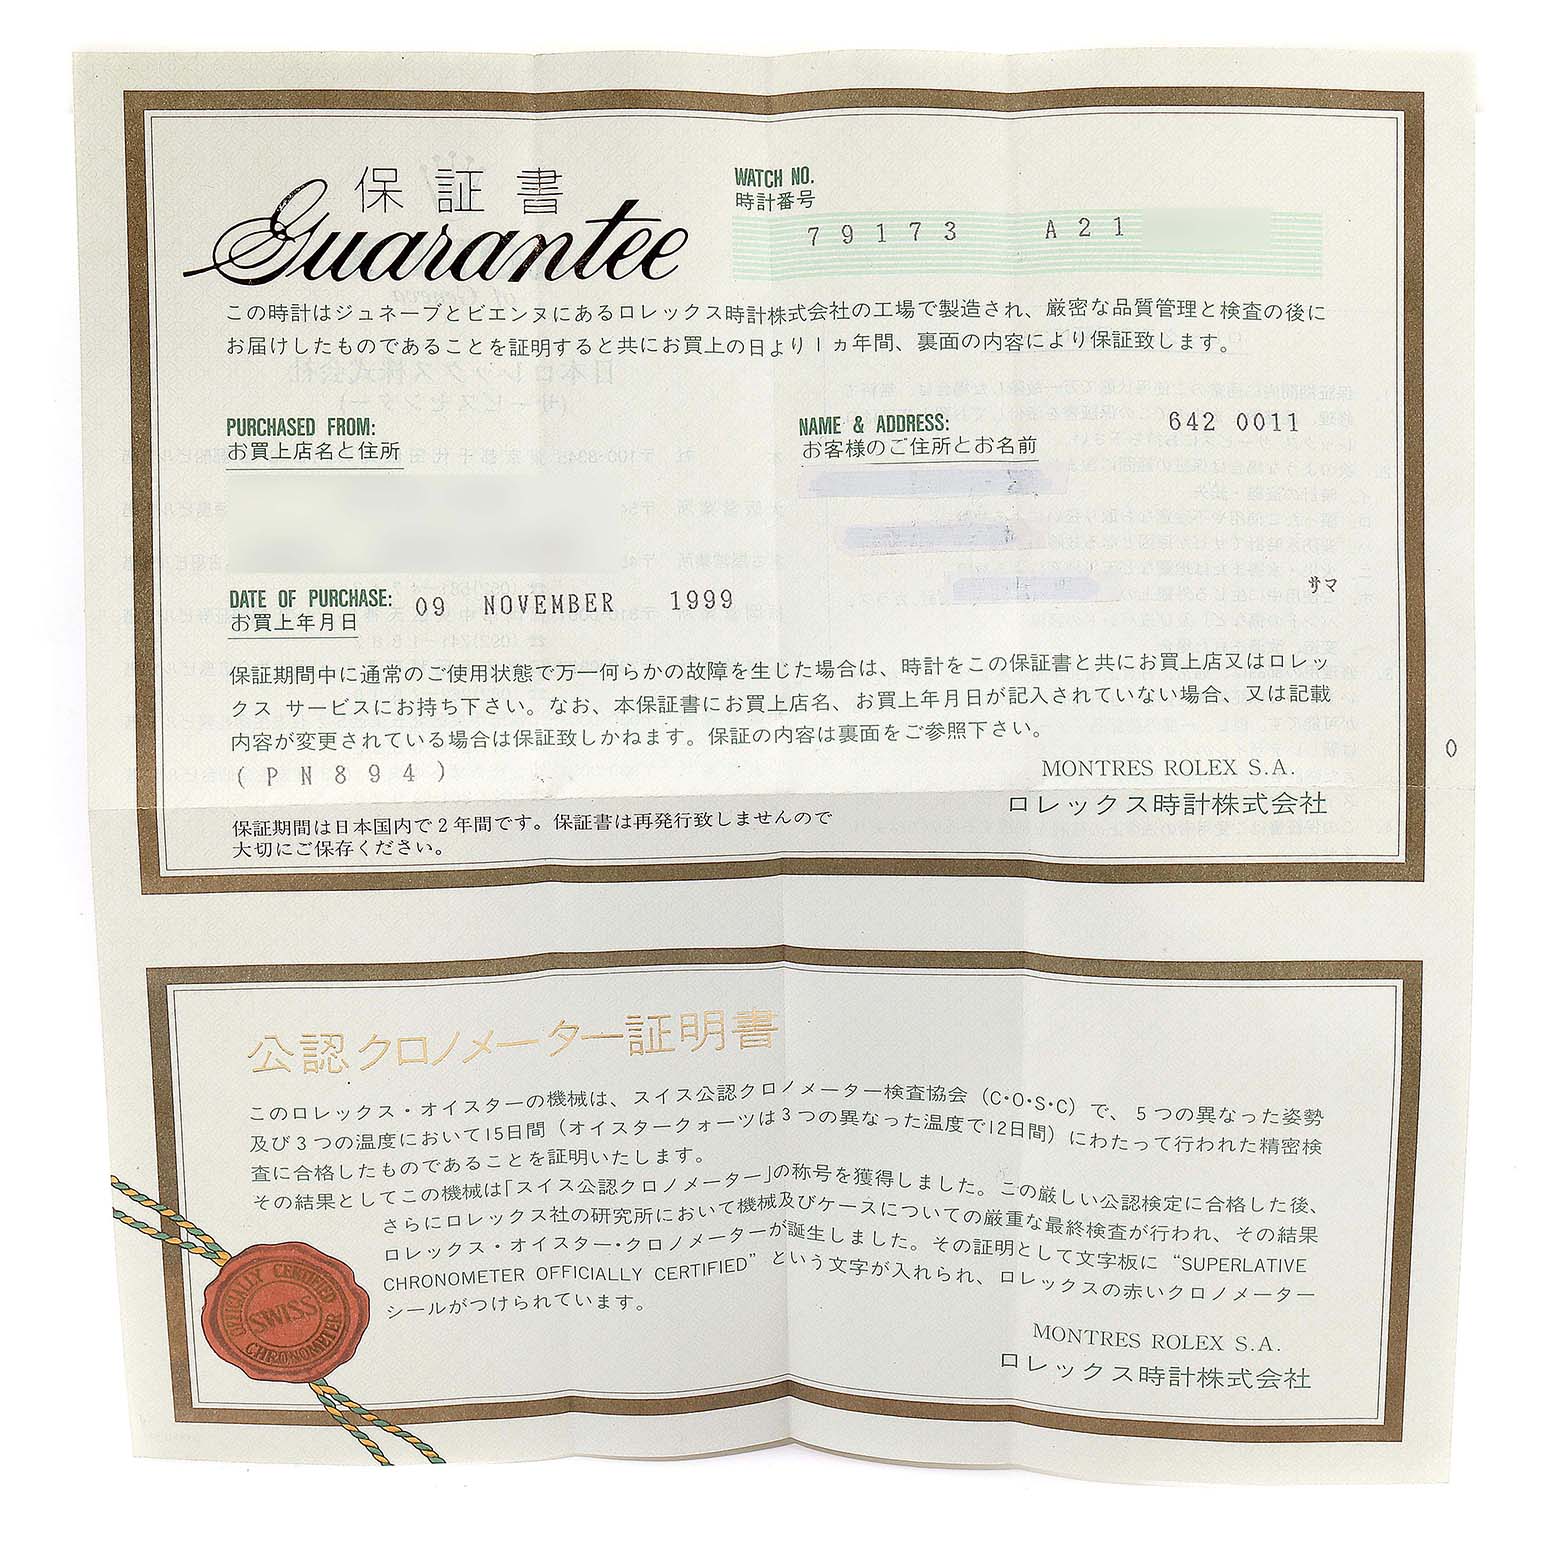 保証書
Guarantee
WATCH NO.
時計番号
79173 A21
この時計はジュネーブとビエンヌにあるロレックス時計株式会社の工場で製造され、厳密な品質管理と検査の後に
お届けしたものであることを証明すると共にお買上の日より1ヵ年間、裏面の内容により保証致します。
PURCHASED FROM:
お買上店名と住所
NAME & ADDRESS:
お客様のご住所とお名前
642 0011
サマ
DATE OF PURCHASE: 09 NOVEMBER 1999
お買上年月日
保証期間中に通常のご使用状態で万一何らかの故障を生じた場合は、時計をこの保証書と共にお買上店又はロレッ
クス サービスにお持ち下さい。なお、本保証書にお買上店名、お買上年月日が記入されていない場合、又は記載
内容が変更されている場合は保証致しかねます。保証の内容は裏面をご参照下さい。
(PN894)
0
MONTRES ROLEX S.A.
ロレックス時計株式会社
保証期間は日本国内で2年間です。保証書は再発行致しませんので
大切にご保存ください。
公認クロノメーター証明書
このロレックス・オイスターの機械は、スイス公認クロノメーター検査協会(C・O・S・C)で、5つの異なった姿勢
及び3つの温度において15日間(オイスタークォーツは3つの異なった温度で12日間)にわたって行われた精密検
査に合格したものであることを証明いたします。
その結果としてこの機械は「スイス公認クロノメーター」の称号を獲得しました。この厳しい公認検定に合格した後、
さらにロレックス社の研究所において機械及びケースについての厳重な最終検査が行われ、その結果
ロレックス・オイスター・クロノメーターが誕生しました。その証明として文字板に“SUPERLATIVE
CHRONOMETER OFFICIALLY CERTIFIED”という文字が入れられ、ロレックスの赤いクロノメーター
シールがつけられています。
OFFICIALLY CERTIFIED
SWISS
CHRONOMETER
MONTRES ROLEX S.A.
ロレックス時計株式会社